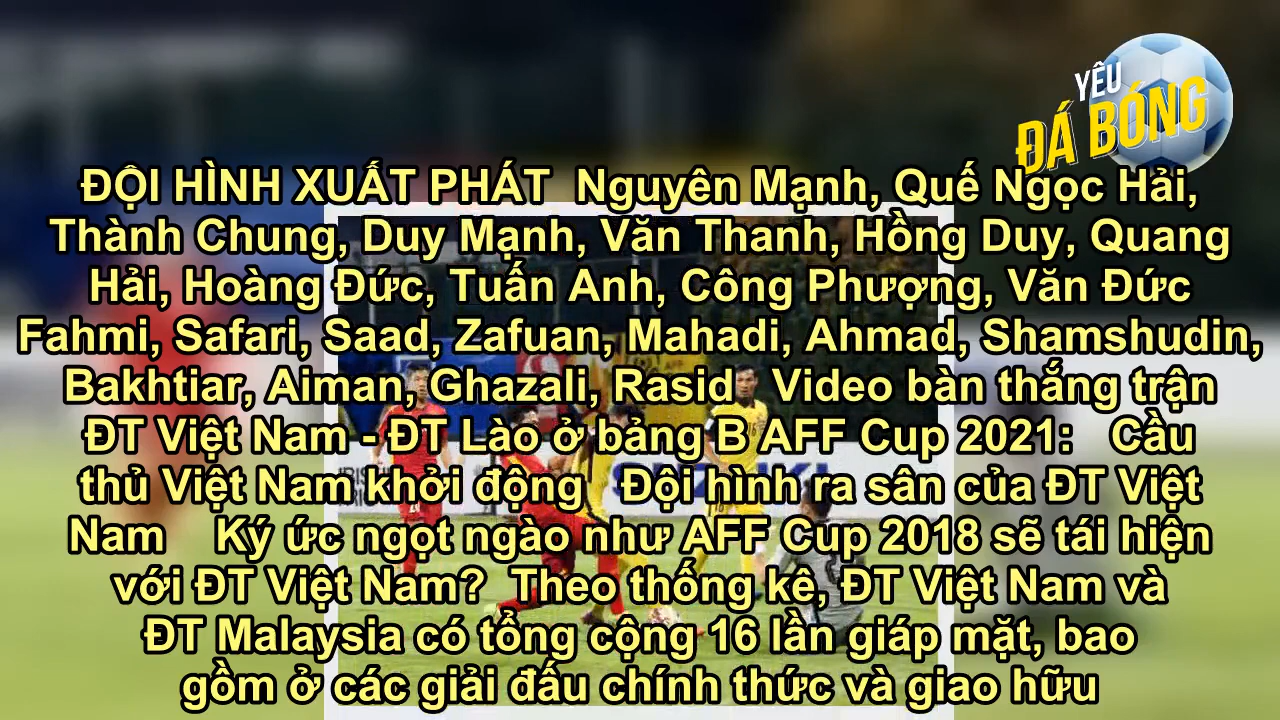 YÊU
ĐÁ BÓNG
ĐỘI HÌNH XUẤT PHÁT  Nguyên Mạnh, Quế Ngọc Hải,
Thành Chung, Duy Mạnh, Văn Thanh, Hồng Duy, Quang
Hải, Hoàng Đức, Tuấn Anh, Công Phượng, Văn Đức
Fahmi, Safari, Saad, Zafuan, Mahadi, Ahmad, Shamshudin,
Bakhtiar, Aiman, Ghazali, Rasid   Video bàn thắng trận
ĐT Việt Nam - ĐT Lào ở bảng B AFF Cup 2021:   Cầu
thủ Việt Nam khởi động   Đội hình ra sân của ĐT Việt
Nam    Ký ức ngọt ngào như AFF Cup 2018 sẽ tái hiện
với ĐT Việt Nam?  Theo thống kê, ĐT Việt Nam và
ĐT Malaysia có tổng cộng 16 lần giáp mặt, bao
gồm ở các giải đấu chính thức và giao hữu